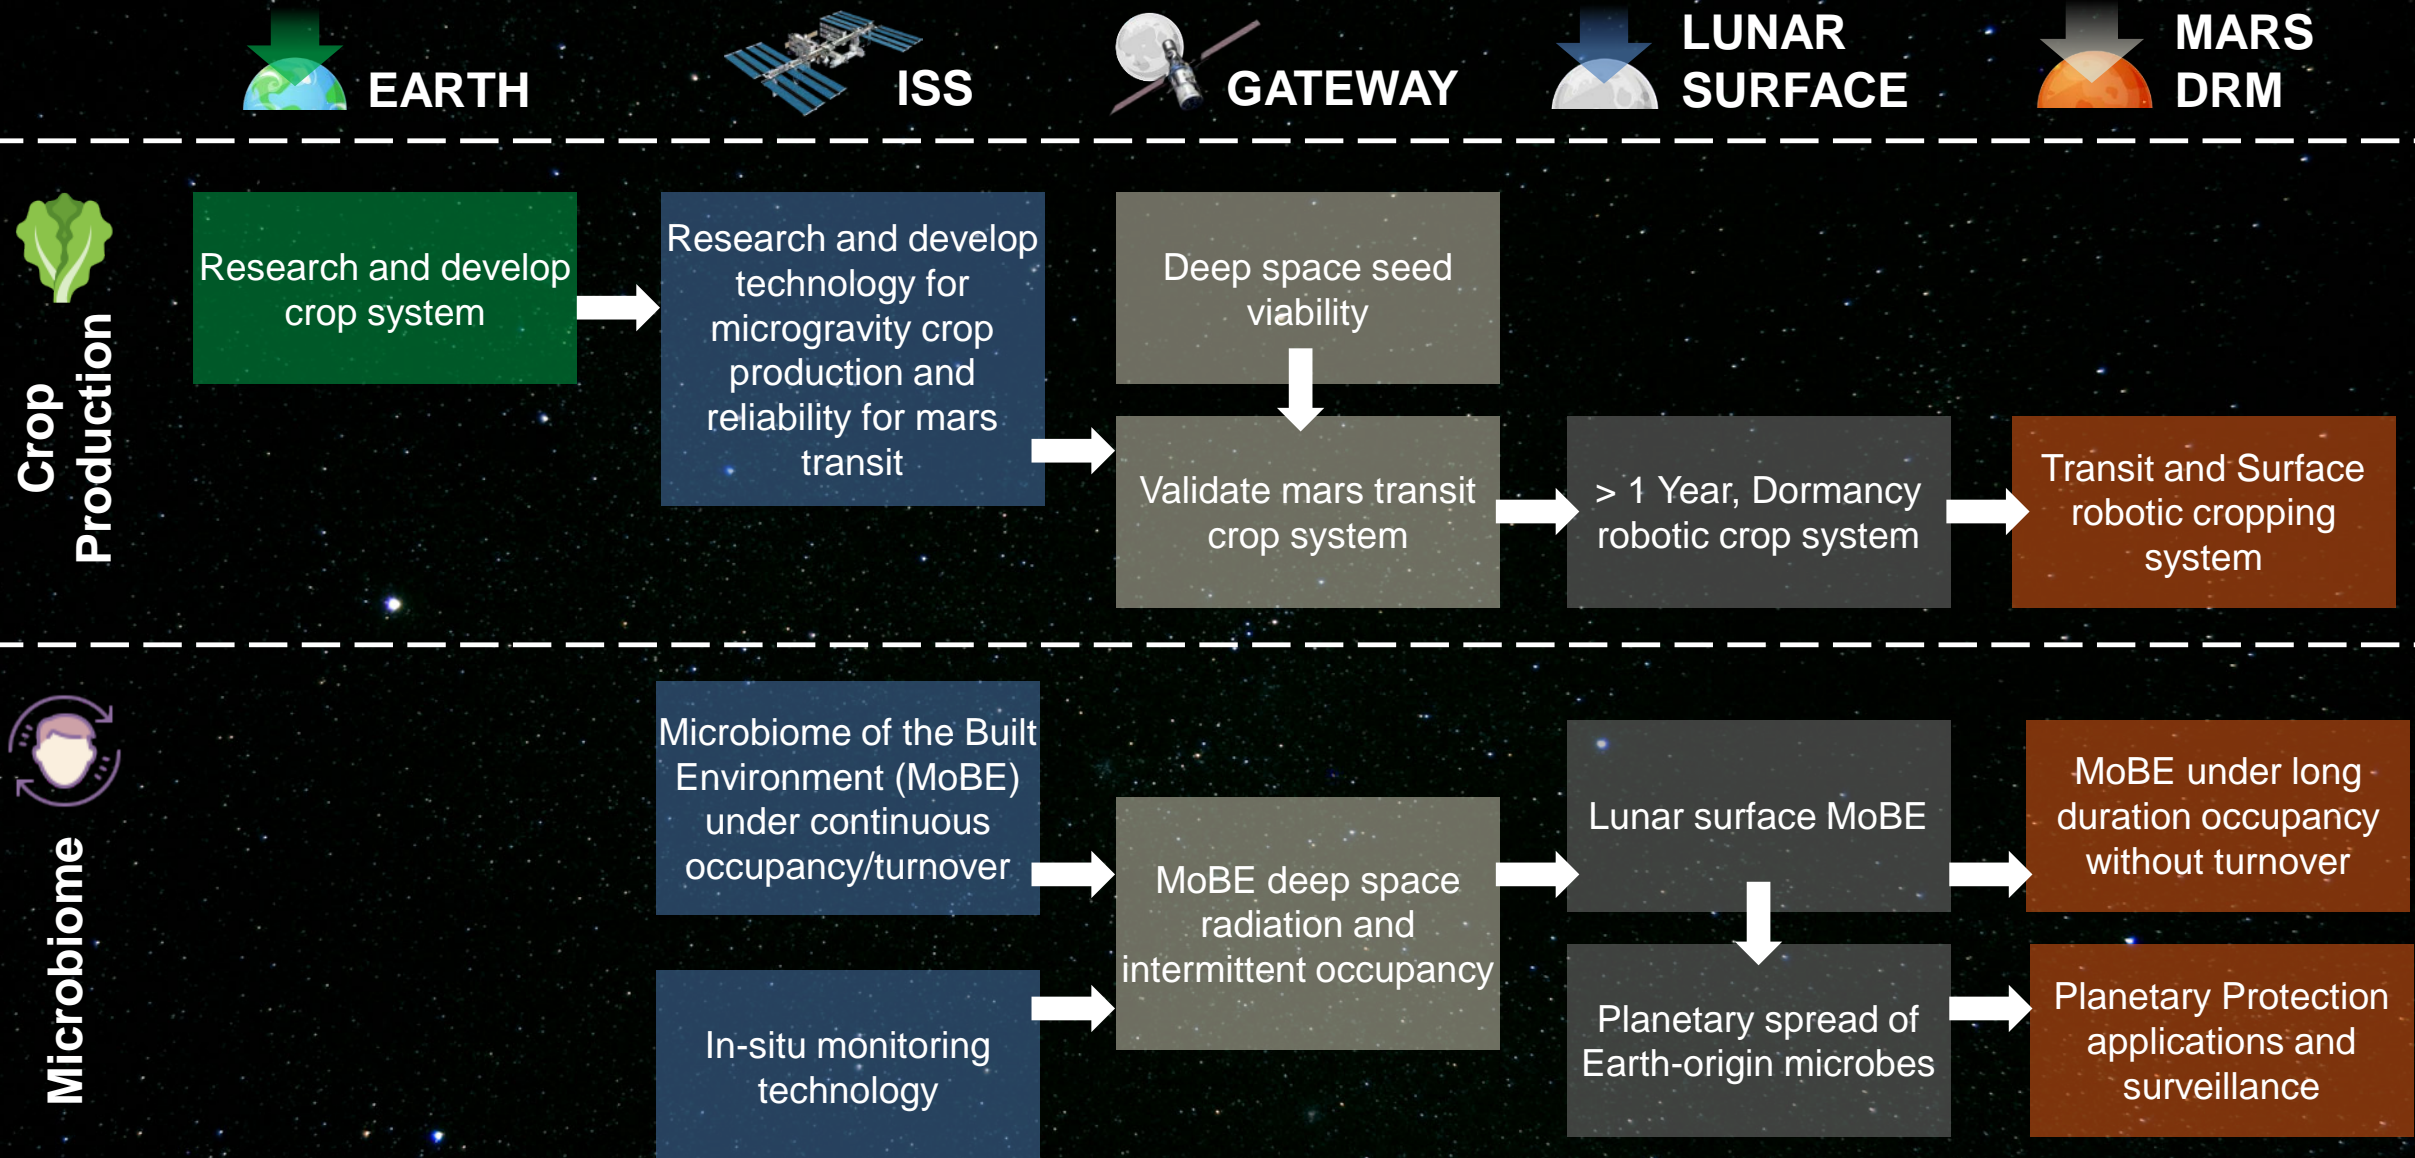 EARTH
ISS
GATEWAY
LUNAR
SURFACE
MARS
DRM
Crop
Production
Research and develop
crop system
Research and develop
technology for
microgravity crop
production and
reliability for mars
transit
Deep space seed
viability
Validate mars transit
crop system
> 1 Year, Dormancy
robotic crop system
Transit and Surface
robotic cropping
system
Microbiome
Microbiome of the Built
Environment (MoBE)
under continuous
occupancy/turnover
In-situ monitoring
technology
MoBE deep space
radiation and
intermittent occupancy
Lunar surface MoBE
Planetary spread of
Earth-origin microbes
MoBE under long
duration occupancy
without turnover
Planetary Protection
applications and
surveillance